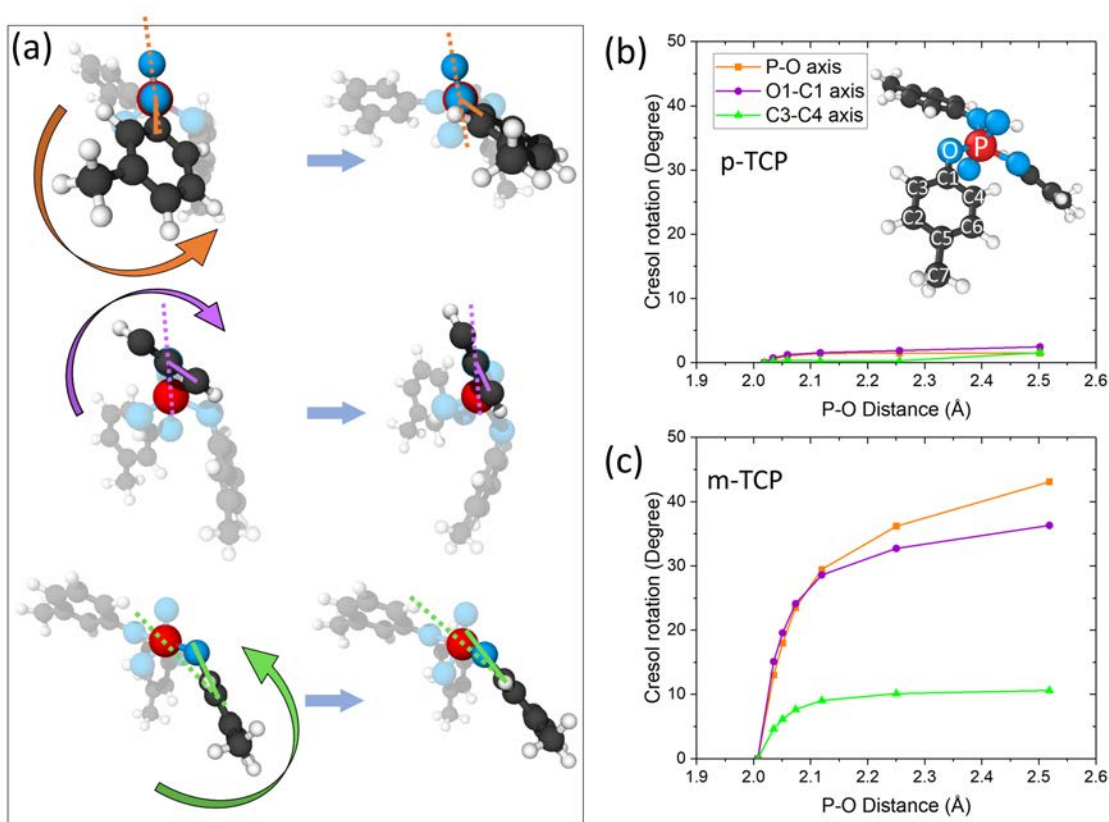 (a)
(b)
50
40
30
20
10
0
Cresol rotation (Degree)
P-O axis
O1-C1 axis
C3-C4 axis
p-TCP
O
P
C1
C3
C4
C2
C6
C5
C7
1.9 2.0 2.1 2.2 2.3 2.4 2.5 2.6
P-O Distance (Å)
(c)
50
40
30
20
10
0
Cresol rotation (Degree)
m-TCP
1.9 2.0 2.1 2.2 2.3 2.4 2.5 2.6
P-O Distance (Å)